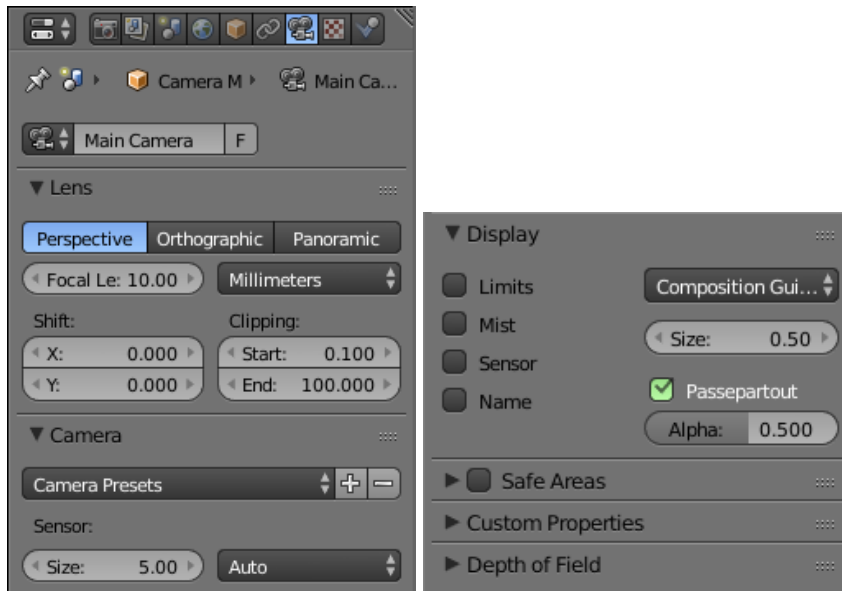 Camera M Main Ca...
Main Camera F
Lens
Perspective Orthographic Panoramic
Focal Le: 10.00 Millimeters
Shift: Clipping:
X: 0.000 Start: 0.100
Y: 0.000 End: 100.000
Camera
Camera Presets
Sensor:
Size: 5.00 Auto
Display
Limits Composition Gui...
Mist
Size: 0.50
Sensor
Passepartout
Name
Alpha: 0.500
Safe Areas
Custom Properties
Depth of Field